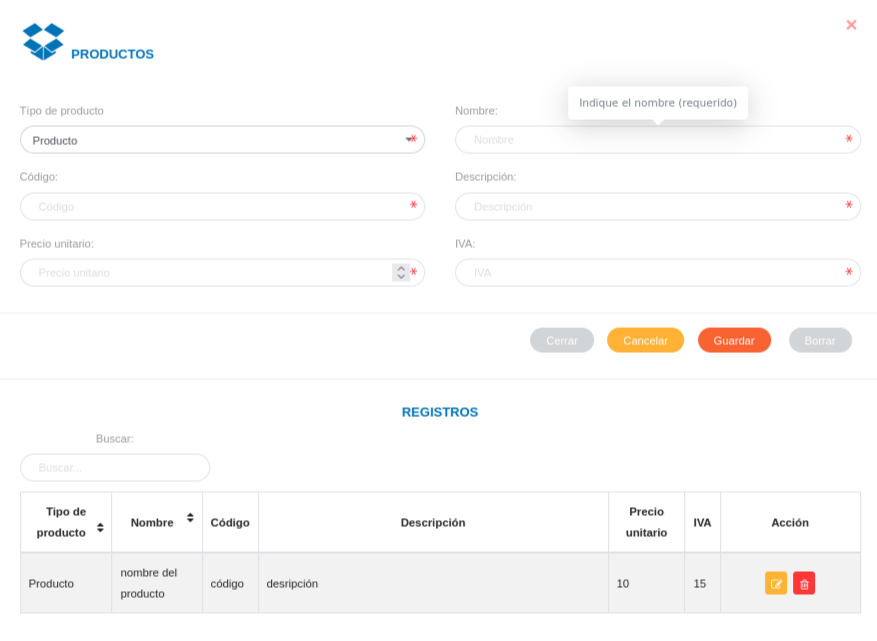 PRODUCTOS
Indique el nombre (requerido)
Típo de producto
Nombre:
Producto
*
Nombre
*
Código:
Descripción:
Código
*
Descripción
*
Precio unitario:
IVA:
Precio unitario
*
IVA
*
Cerrar
Cancelar
Guardar
Borrar
REGISTROS
Buscar:
Buscar...
Tipo de
producto
Nombre
Código
Descripción
Precio
unitario
IVA
Acción
Producto
nombre del
producto
código
desripción
10
15